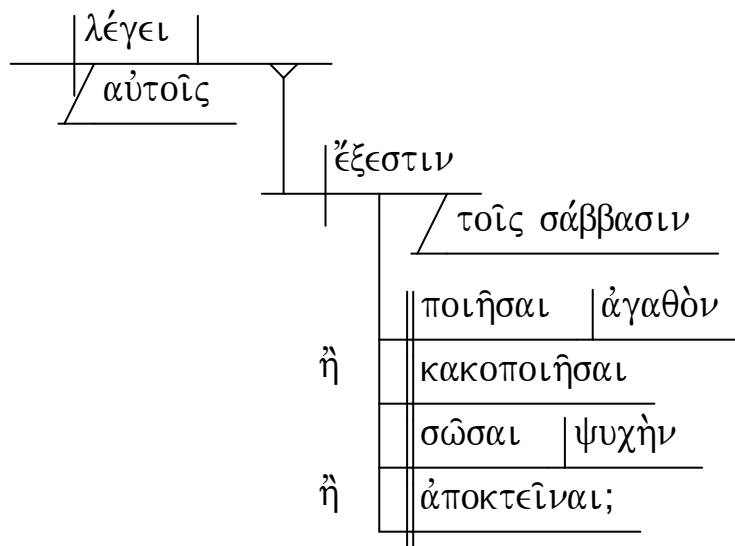 λέγει
αὐτοῖς
ἔξεστιν
τοῖς σάββασιν
ποιῆσαι ἀγαθὸν
ἢ κακοποιῆσαι
σῶσαι ψυχὴν
ἢ ἀποκτεῖναι;